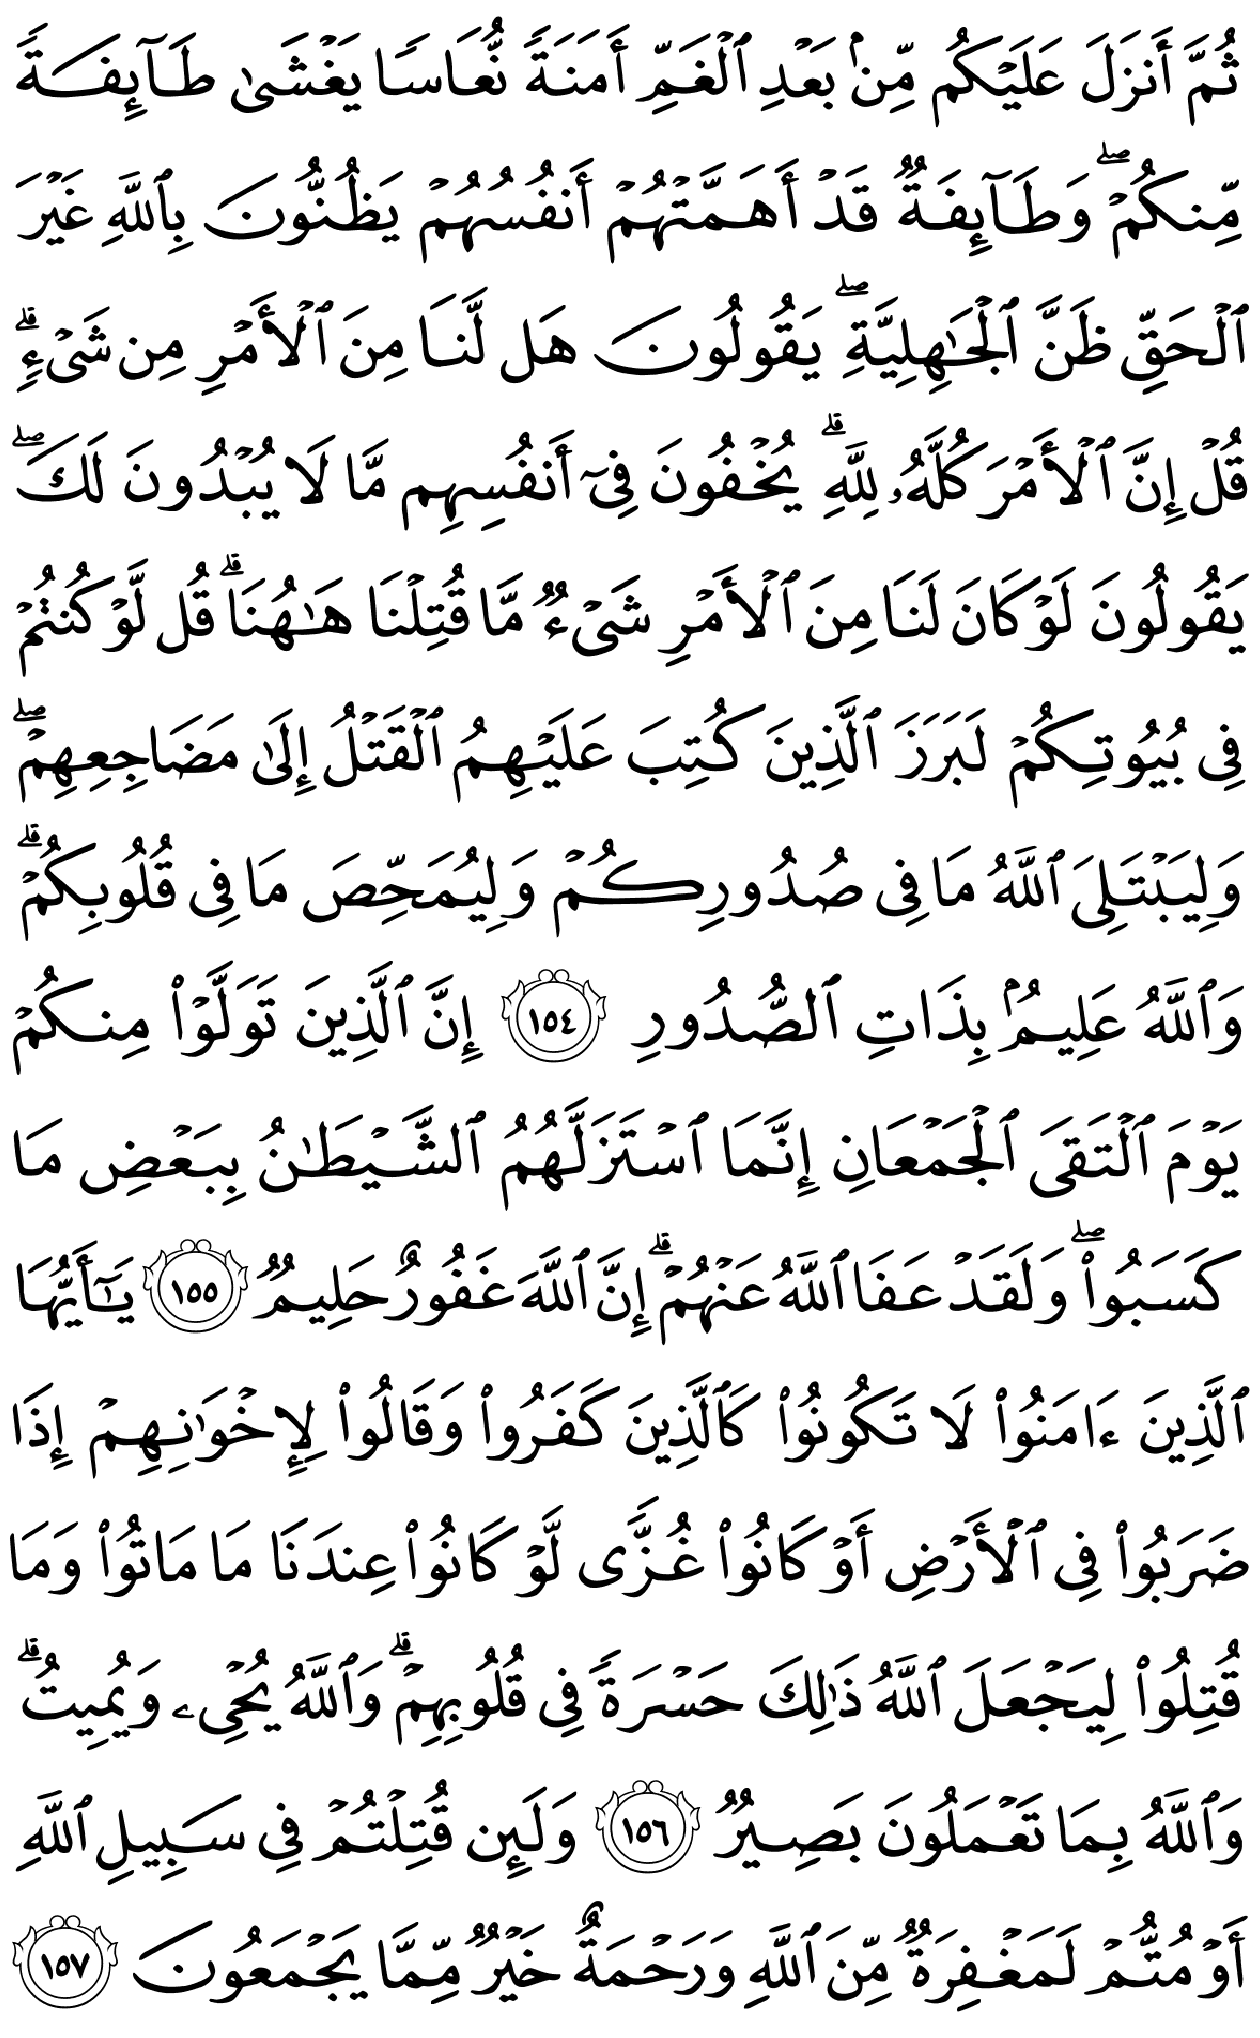 ثُمَّ أَنزَلَ عَلَيْكُم مِّنۢ بَعْدِ ٱلْغَمِّ أَمَنَةً نُّعَاسًا يَغْشَىٰ طَآئِفَةً
مِّنكُمْ ۖ وَطَآئِفَةٌ قَدْ أَهَمَّتْهُمْ أَنفُسُهُمْ يَظُنُّونَ بِٱللَّهِ غَيْرَ
ٱلْحَقِّ ظَنَّ ٱلْجَـٰهِلِيَّةِ ۖ يَقُولُونَ هَل لَّنَا مِنَ ٱلْأَمْرِ مِن شَىْءٍ ۗ
قُلْ إِنَّ ٱلْأَمْرَ كُلَّهُۥ لِلَّهِ ۗ يُخْفُونَ فِىٓ أَنفُسِهِم مَّا لَا يُبْدُونَ لَكَ ۖ
يَقُولُونَ لَوْ كَانَ لَنَا مِنَ ٱلْأَمْرِ شَىْءٌ مَّا قُتِلْنَا هَـٰهُنَا ۗ قُل لَّوْ كُنتُمْ
فِى بُيُوتِكُمْ لَبَرَزَ ٱلَّذِينَ كُتِبَ عَلَيْهِمُ ٱلْقَتْلُ إِلَىٰ مَضَاجِعِهِمْ ۖ
وَلِيَبْتَلِىَ ٱللَّهُ مَا فِى صُدُورِكُمْ وَلِيُمَحِّصَ مَا فِى قُلُوبِكُمْ ۗ
وَٱللَّهُ عَلِيمٌۢ بِذَاتِ ٱلصُّدُورِ ١٥٤ إِنَّ ٱلَّذِينَ تَوَلَّوْا۟ مِنكُمْ
يَوْمَ ٱلْتَقَى ٱلْجَمْعَانِ إِنَّمَا ٱسْتَزَلَّهُمُ ٱلشَّيْطَـٰنُ بِبَعْضِ مَا
كَسَبُوا۟ ۖ وَلَقَدْ عَفَا ٱللَّهُ عَنْهُمْ ۗ إِنَّ ٱللَّهَ غَفُورٌ حَلِيمٌ ١٥٥ يَـٰٓأَيُّهَا
ٱلَّذِينَ ءَامَنُوا۟ لَا تَكُونُوا۟ كَٱلَّذِينَ كَفَرُوا۟ وَقَالُوا۟ لِإِخْوَٰنِهِمْ إِذَا
ضَرَبُوا۟ فِى ٱلْأَرْضِ أَوْ كَانُوا۟ غُزًّى لَّوْ كَانُوا۟ عِندَنَا مَا مَاتُوا۟ وَمَا
قُتِلُوا۟ لِيَجْعَلَ ٱللَّهُ ذَٰلِكَ حَسْرَةً فِى قُلُوبِهِمْ ۗ وَٱللَّهُ يُحْىِۦ وَيُمِيتُ ۗ
وَٱللَّهُ بِمَا تَعْمَلُونَ بَصِيرٌ ١٥٦ وَلَئِن قُتِلْتُمْ فِى سَبِيلِ ٱللَّهِ
أَوْ مُتُّمْ لَمَغْفِرَةٌ مِّنَ ٱللَّهِ وَرَحْمَةٌ خَيْرٌ مِّمَّا يَجْمَعُونَ ١٥٧